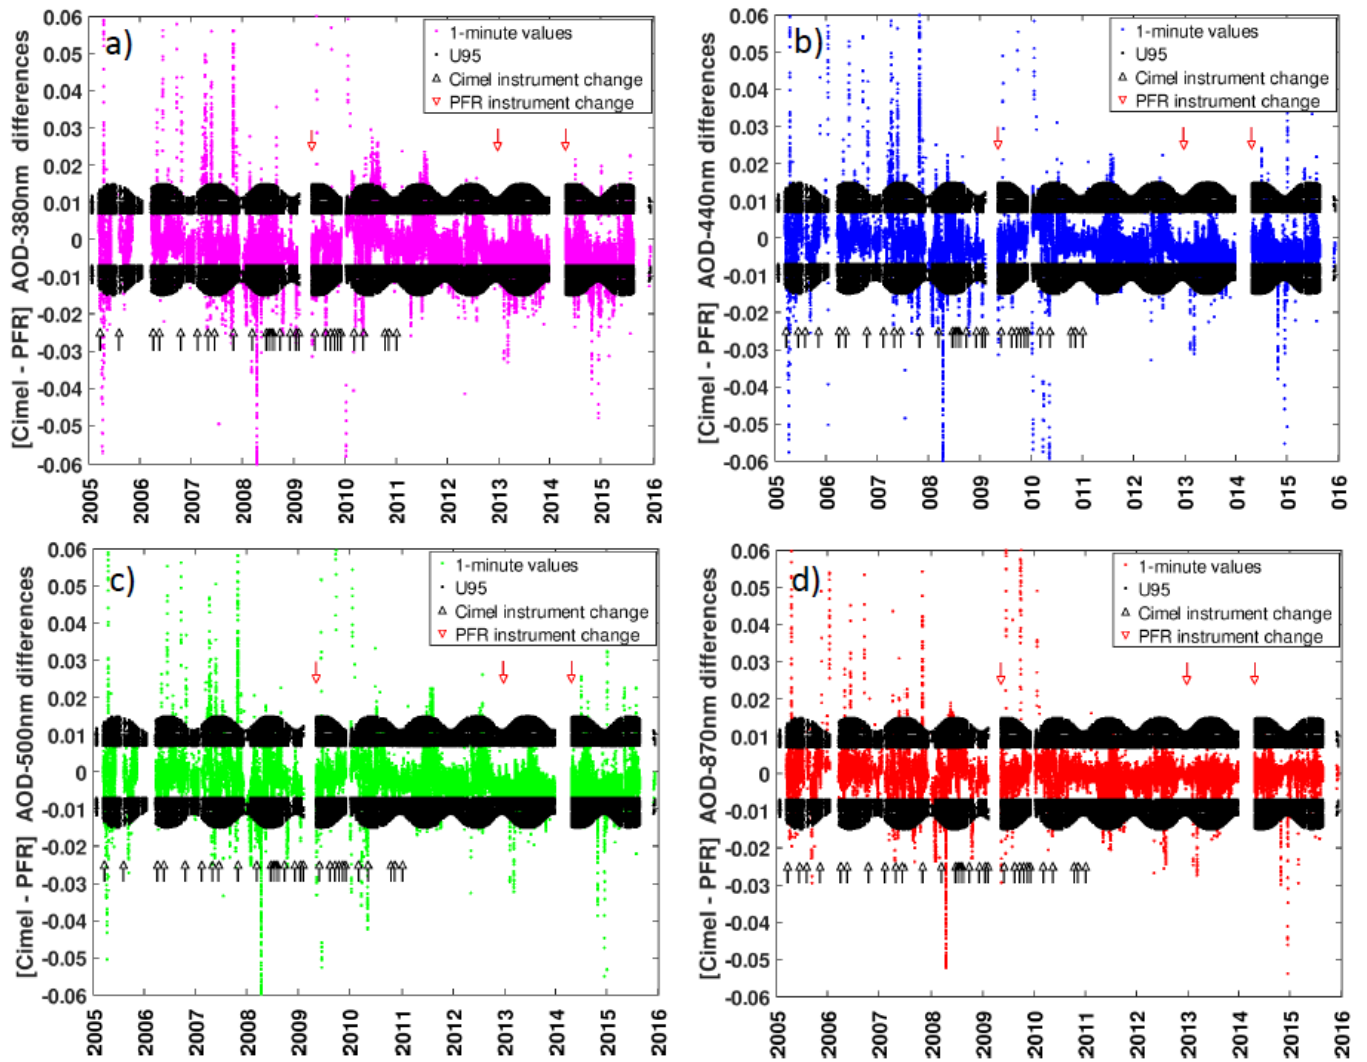 a)
1-minute values
U95
Cimel instrument change
PFR instrument change
[Cimel - PFR] AOD-380nm differences
0.06
0.05
0.04
0.03
0.02
0.01
0
-0.01
-0.02
-0.03
-0.04
-0.05
-0.06
2005 2006 2007 2008 2009 2010 2011 2012 2013 2014 2015 2016
b)
1-minute values
U95
Cimel instrument change
PFR instrument change
[Cimel - PFR] AOD-440nm differences
0.06
0.05
0.04
0.03
0.02
0.01
0
-0.01
-0.02
-0.03
-0.04
-0.05
-0.06
005 2006 2007 2008 2009 2010 2011 2012 2013 014 2015 016
c)
1-minute values
U95
Cimel instrument change
PFR instrument change
[Cimel - PFR] AOD-500nm differences
0.06
0.05
0.04
0.03
0.02
0.01
0
-0.01
-0.02
-0.03
-0.04
-0.05
-0.06
2005 2006 2007 2008 2009 2010 2011 2012 2013 2014 2015 2016
d)
1-minute values
U95
Cimel instrument change
PFR instrument change
[Cimel - PFR] AOD-870nm differences
0.06
0.05
0.04
0.03
0.02
0.01
0
-0.01
-0.02
-0.03
-0.04
-0.05
-0.06
2005 2006 2007 2008 2009 2010 2011 2012 2013 2014 2015 2016